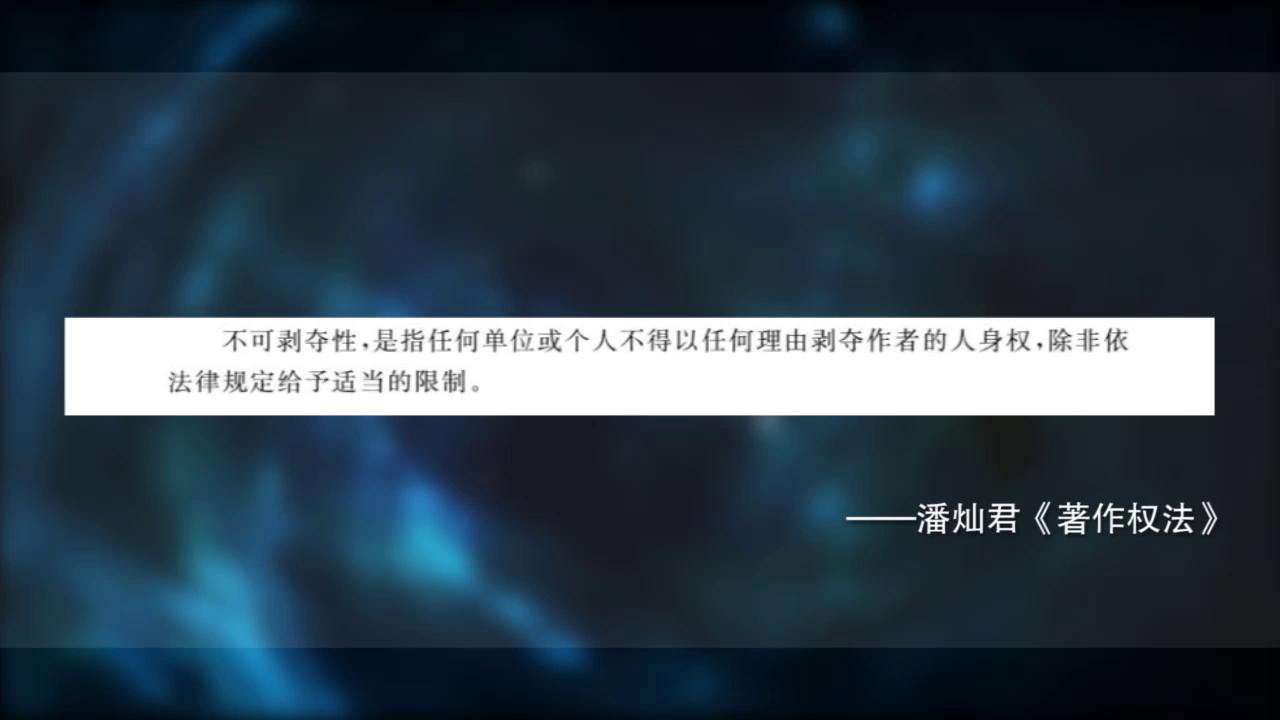 不可剥夺性,是指任何单位或个人不得以任何理由剥夺作者的人身权,除非依
法律规定给予适当的限制。
——潘灿君《著作权法》